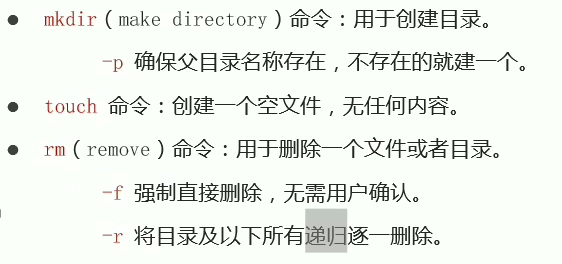 ● mkdir（make directory）命令：用于创建目录。
-p 确保父目录名称存在，不存在的就建一个。
● touch 命令：创建一个空文件，无任何内容。
● rm（remove）命令：用于删除一个文件或者目录。
-f 强制直接删除，无需用户确认。
-r 将目录及以下所有递归逐一删除。